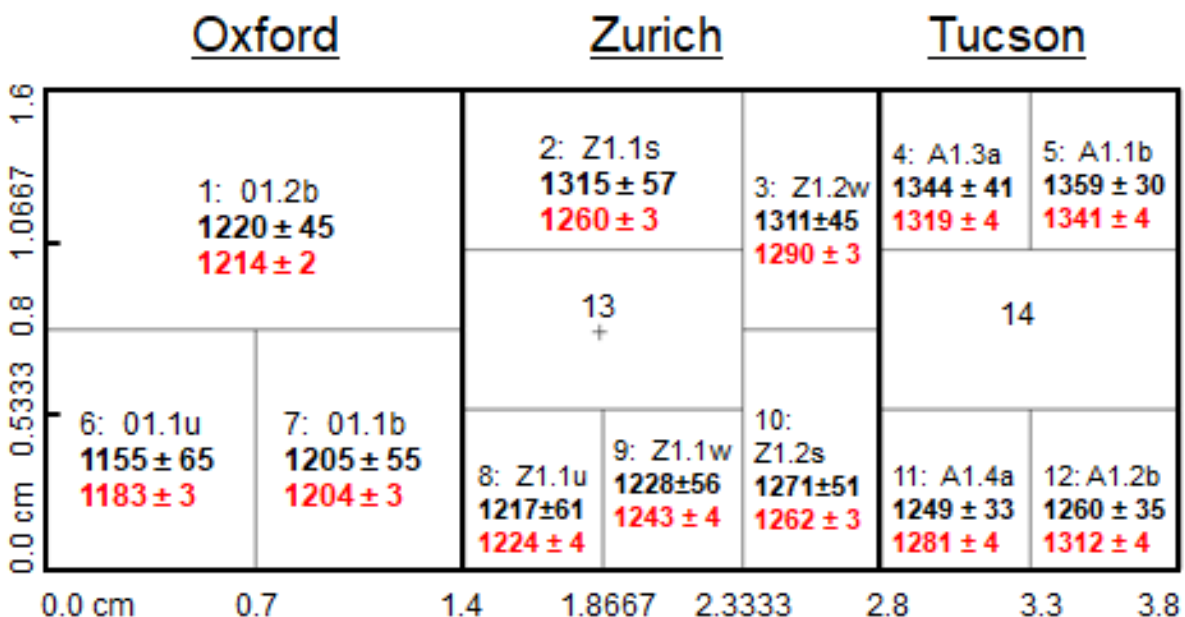 Oxford
Zurich
Tucson
1.6
1.0667
0.8
0.5333
0.0 cm
1: 01.2b
1220 ± 45
1214 ± 2
2: Z1.1s
1315 ± 57
1260 ± 3
3: Z1.2w
1311±45
1290 ± 3
4: A1.3a
1344 ± 41
1319 ± 4
5: A1.1b
1359 ± 30
1341 ± 4
13
14
6: 01.1u
1155 ± 65
1183 ± 3
7: 01.1b
1205 ± 55
1204 ± 3
8: Z1.1u
1217±61
1224 ± 4
9: Z1.1w
1228±56
1243 ± 4
10:
Z1.2s
1271±51
1262 ± 3
11: A1.4a
1249 ± 33
1281 ± 4
12: A1.2b
1260 ± 35
1312 ± 4
0.0 cm
0.7
1.4
1.8667
2.3333
2.8
3.3
3.8